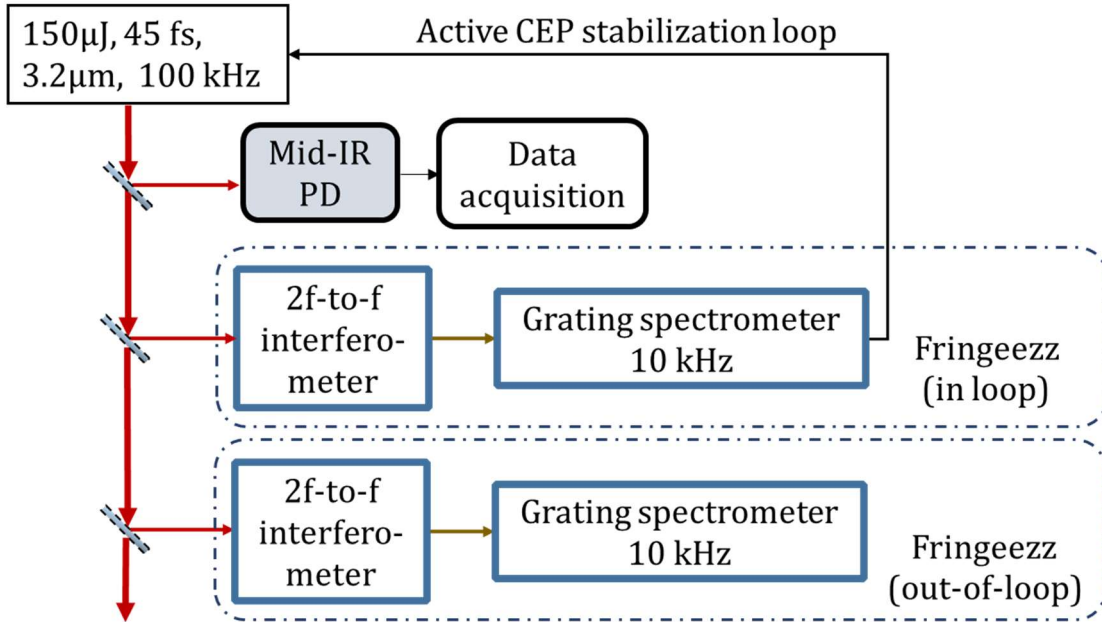 150μJ, 45 fs,
3.2μm, 100 kHz
Active CEP stabilization loop
Mid-IR
PD
Data
acquisition
2f-to-f
interfero-
meter
Grating spectrometer
10 kHz
Fringeezz
(in loop)
2f-to-f
interfero-
meter
Grating spectrometer
10 kHz
Fringeezz
(out-of-loop)